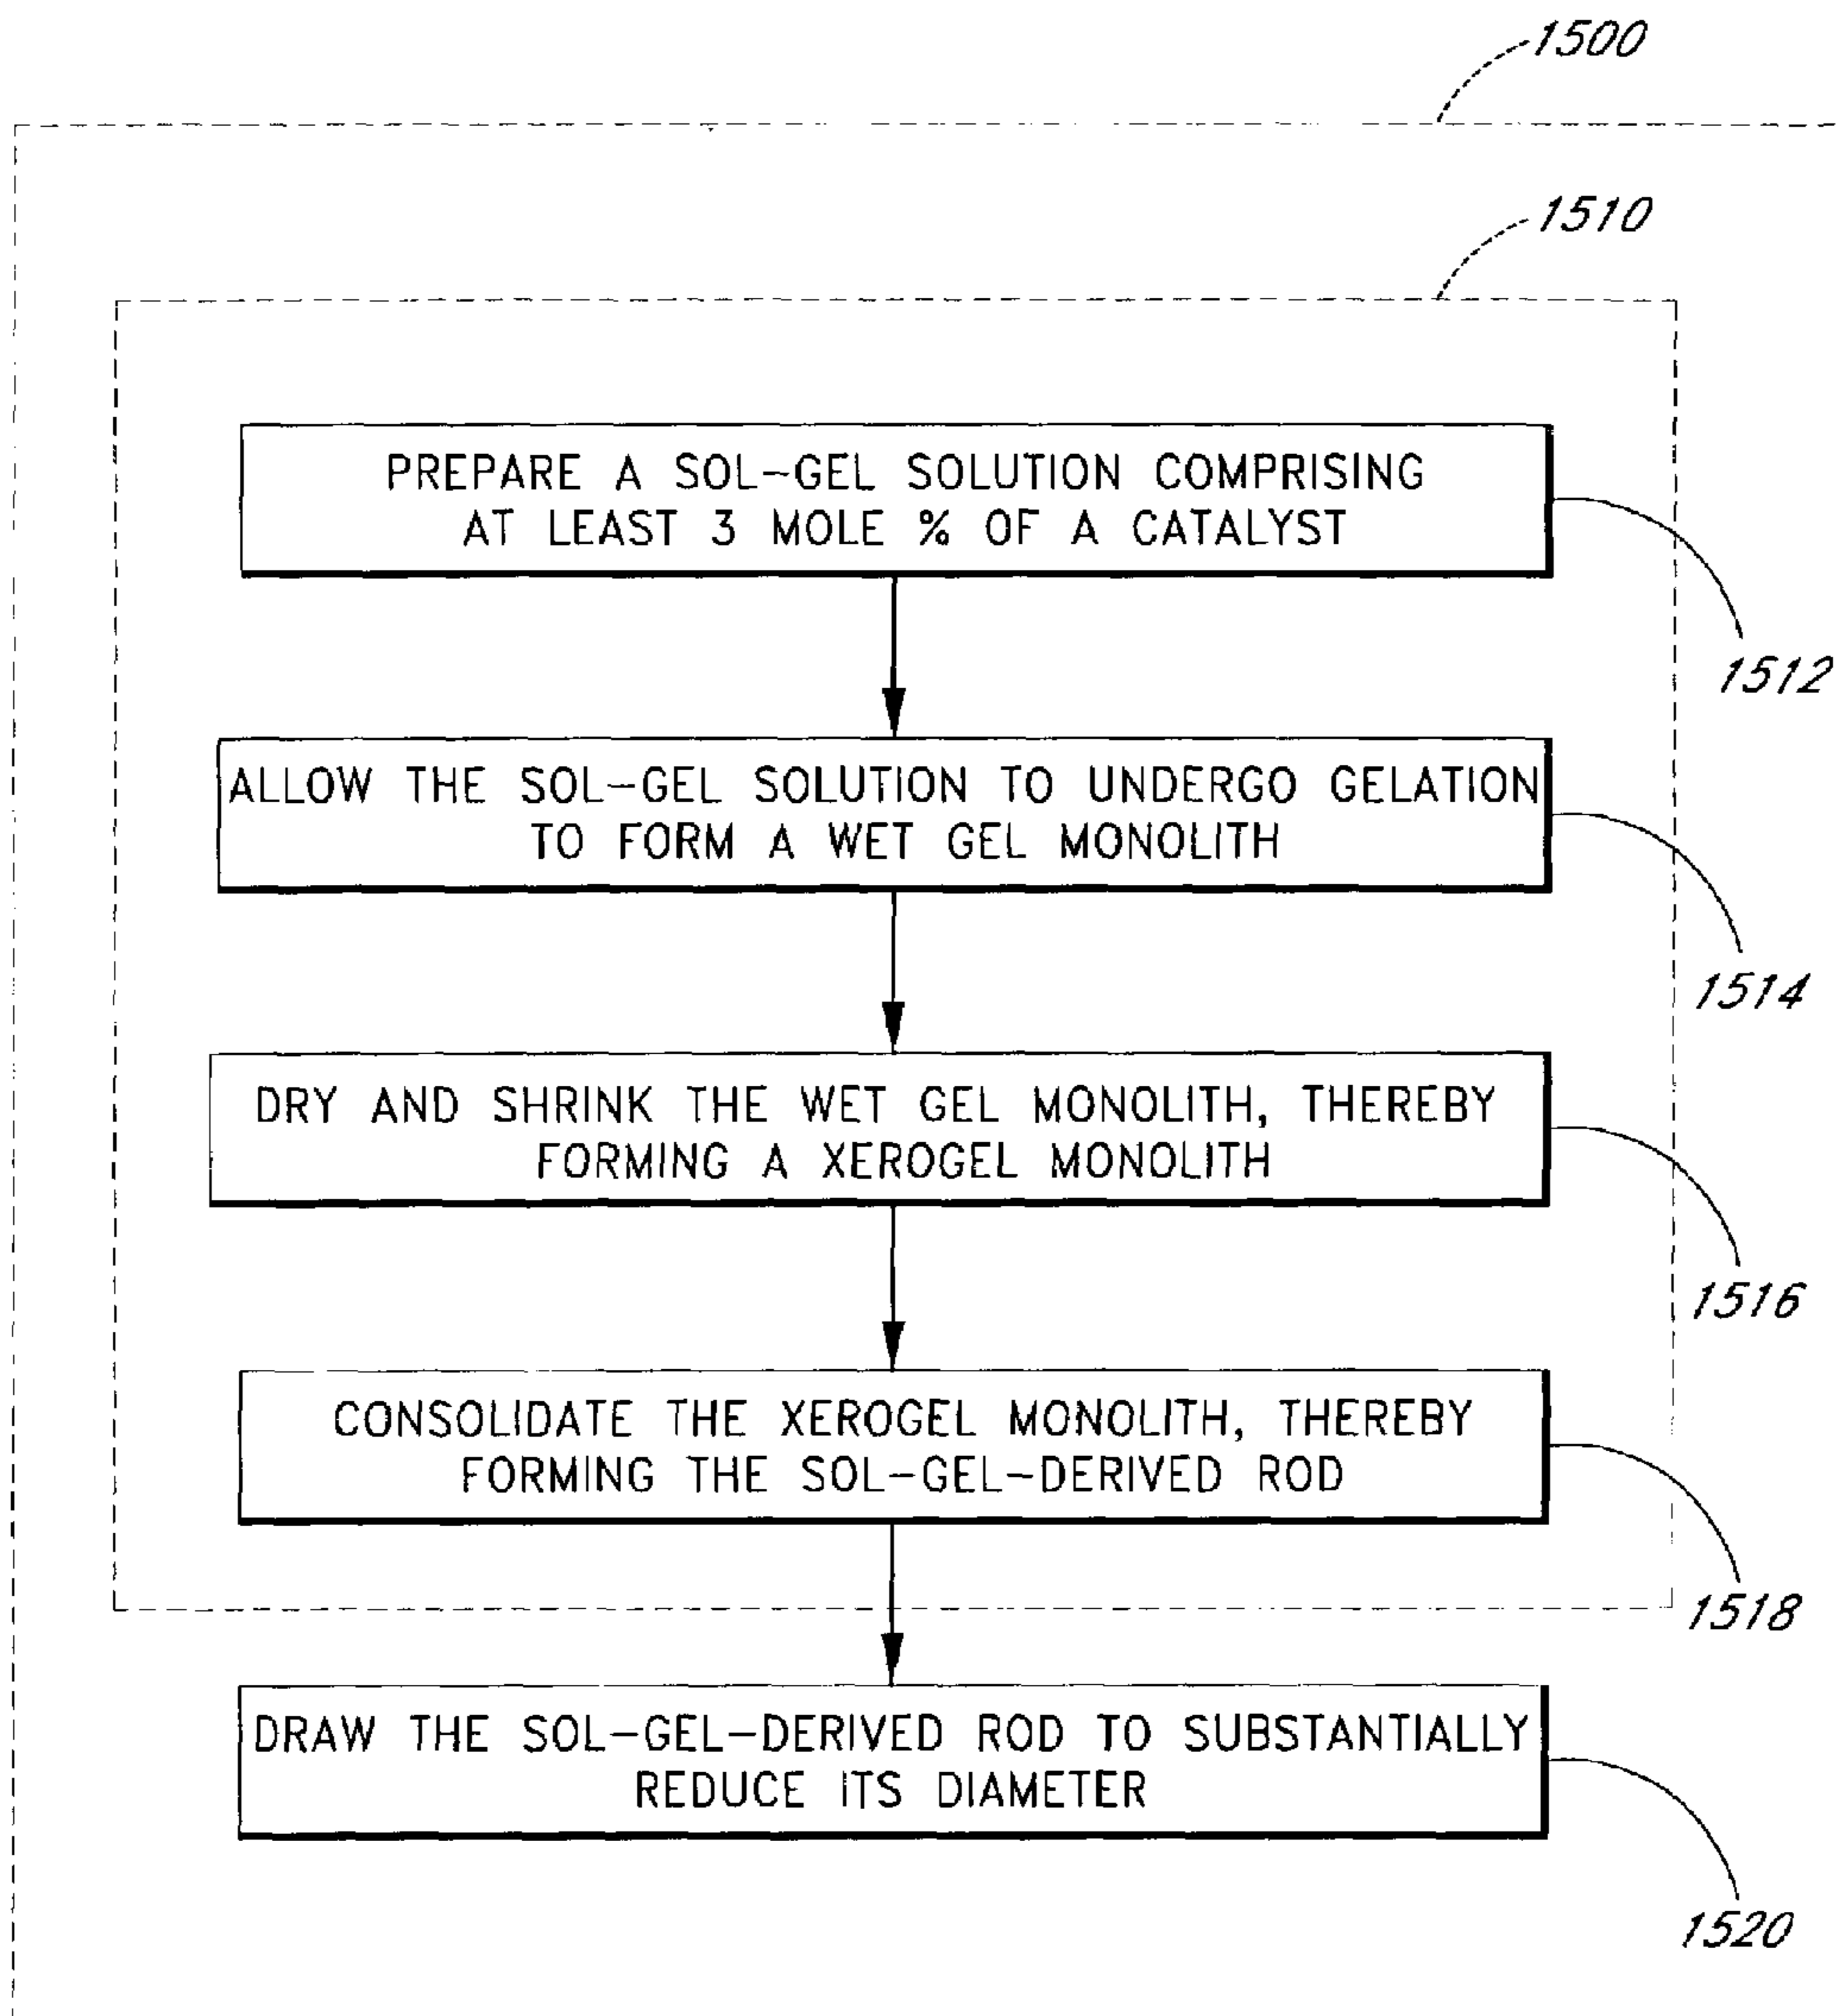 1500
1510
PREPARE A SOL-GEL SOLUTION COMPRISING
AT LEAST 3 MOLE % OF A CATALYST
1512
ALLOW THE SOL-GEL SOLUTION TO UNDERGO GELATION
TO FORM A WET GEL MONOLITH
1514
DRY AND SHRINK THE WET GEL MONOLITH, THEREBY
FORMING A XEROGEL MONOLITH
1516
CONSOLIDATE THE XEROGEL MONOLITH, THEREBY
FORMING THE SOL-GEL-DERIVED ROD
1518
DRAW THE SOL-GEL-DERIVED ROD TO SUBSTANTIALLY
REDUCE ITS DIAMETER
1520